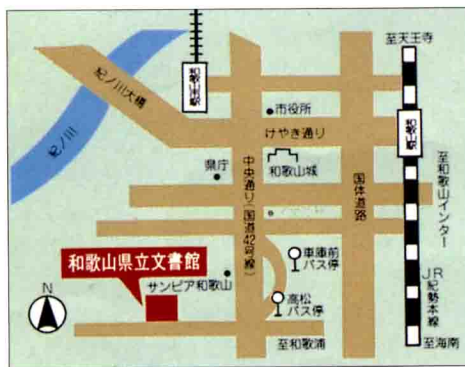 至天王寺
和歌山市駅
紀ノ川大橋
紀ノ川
市役所
けやき通り
和歌山駅
県庁
和歌山城
中央通り(国道42号線)
国体道路
至和歌山インター
和歌山県立文書館
サンピア和歌山
車庫前
バス停
高松
バス停
JR
紀勢本線
N
至和歌浦
至海南